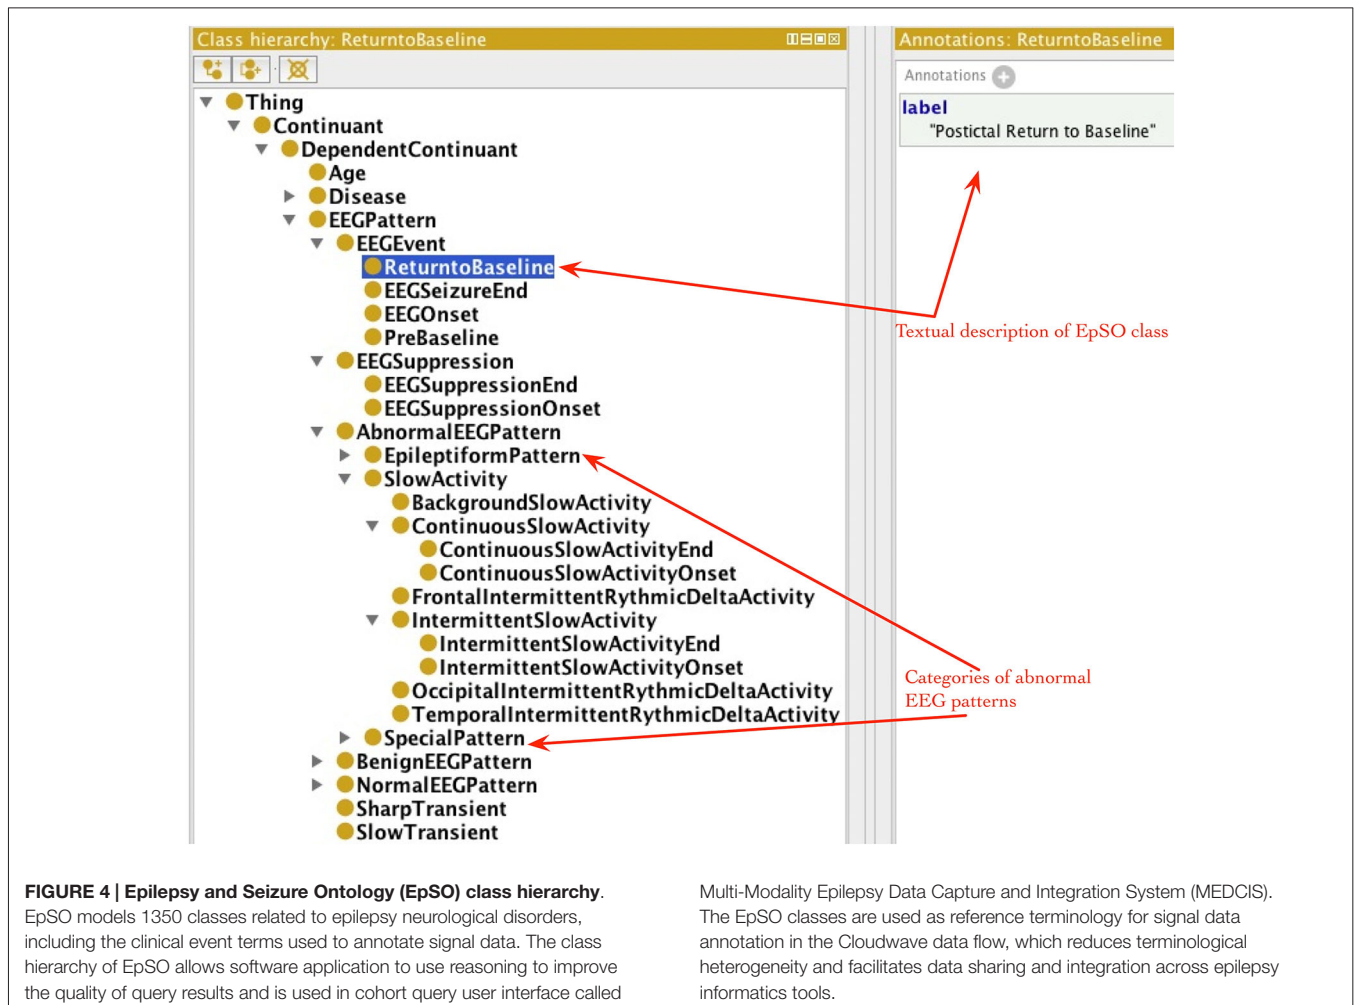 Class hierarchy: ReturntoBaseline
Thing
Continuant
DependentContinuant
Age
Disease
EEGPattern
EEGEvent
ReturntoBaseline
EEGSeizureEnd
EEGOnset
PreBaseline
EEGSuppression
EEGSuppressionEnd
EEGSuppressionOnset
AbnormalEEGPattern
EpileptiformPattern
SlowActivity
BackgroundSlowActivity
ContinuousSlowActivity
ContinuousSlowActivityEnd
ContinuousSlowActivityOnset
FrontalIntermittentRythmicDeltaActivity
IntermittentSlowActivity
IntermittentSlowActivityEnd
IntermittentSlowActivityOnset
OccipitalIntermittentRythmicDeltaActivity
TemporalIntermittentRythmicDeltaActivity
SpecialPattern
BenignEEGPattern
NormalEEGPattern
SharpTransient
SlowTransient
Annotations: ReturntoBaseline
Annotations
label
"Postictal Return to Baseline"
Textual description of EpSO class
Categories of abnormal
EEG patterns
FIGURE 4 | Epilepsy and Seizure Ontology (EpSO) class hierarchy.
EpSO models 1350 classes related to epilepsy neurological disorders,
including the clinical event terms used to annotate signal data. The class
hierarchy of EpSO allows software application to use reasoning to improve
the quality of query results and is used in cohort query user interface called
Multi-Modality Epilepsy Data Capture and Integration System (MEDCIS).
The EpSO classes are used as reference terminology for signal data
annotation in the Cloudwave data flow, which reduces terminological
heterogeneity and facilitates data sharing and integration across epilepsy
informatics tools.